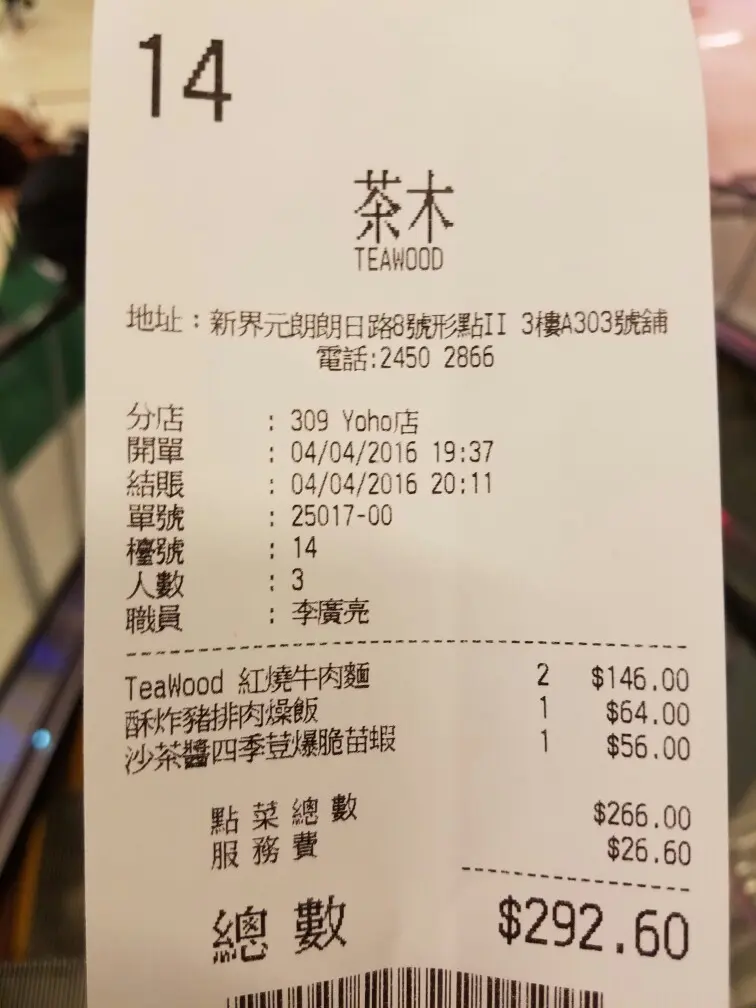 14
茶木
TEAWOOD
地址：新界元朗朗日路8號形點II 3樓A303號舖
電話:2450 2866
分店 : 309 Yoho店
開單 : 04/04/2016 19:37
結賬 : 04/04/2016 20:11
單號 : 25017-00
檯號 : 14
人數 : 3
職員 : 李廣亮
TeaWood 紅燒牛肉麵 2 $146.00
酥炸豬排肉燥飯 1 $64.00
沙茶醬四季荳爆脆苗蝦 1 $56.00
點菜總數 $266.00
服務費 $26.60
總數 $292.60